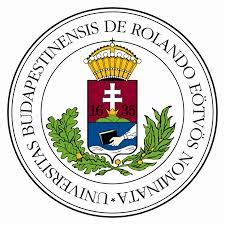 UNIVERSITAS BUDAPESTINENSIS DE ROLANDO EÖTVÖS NOMINATA
1635